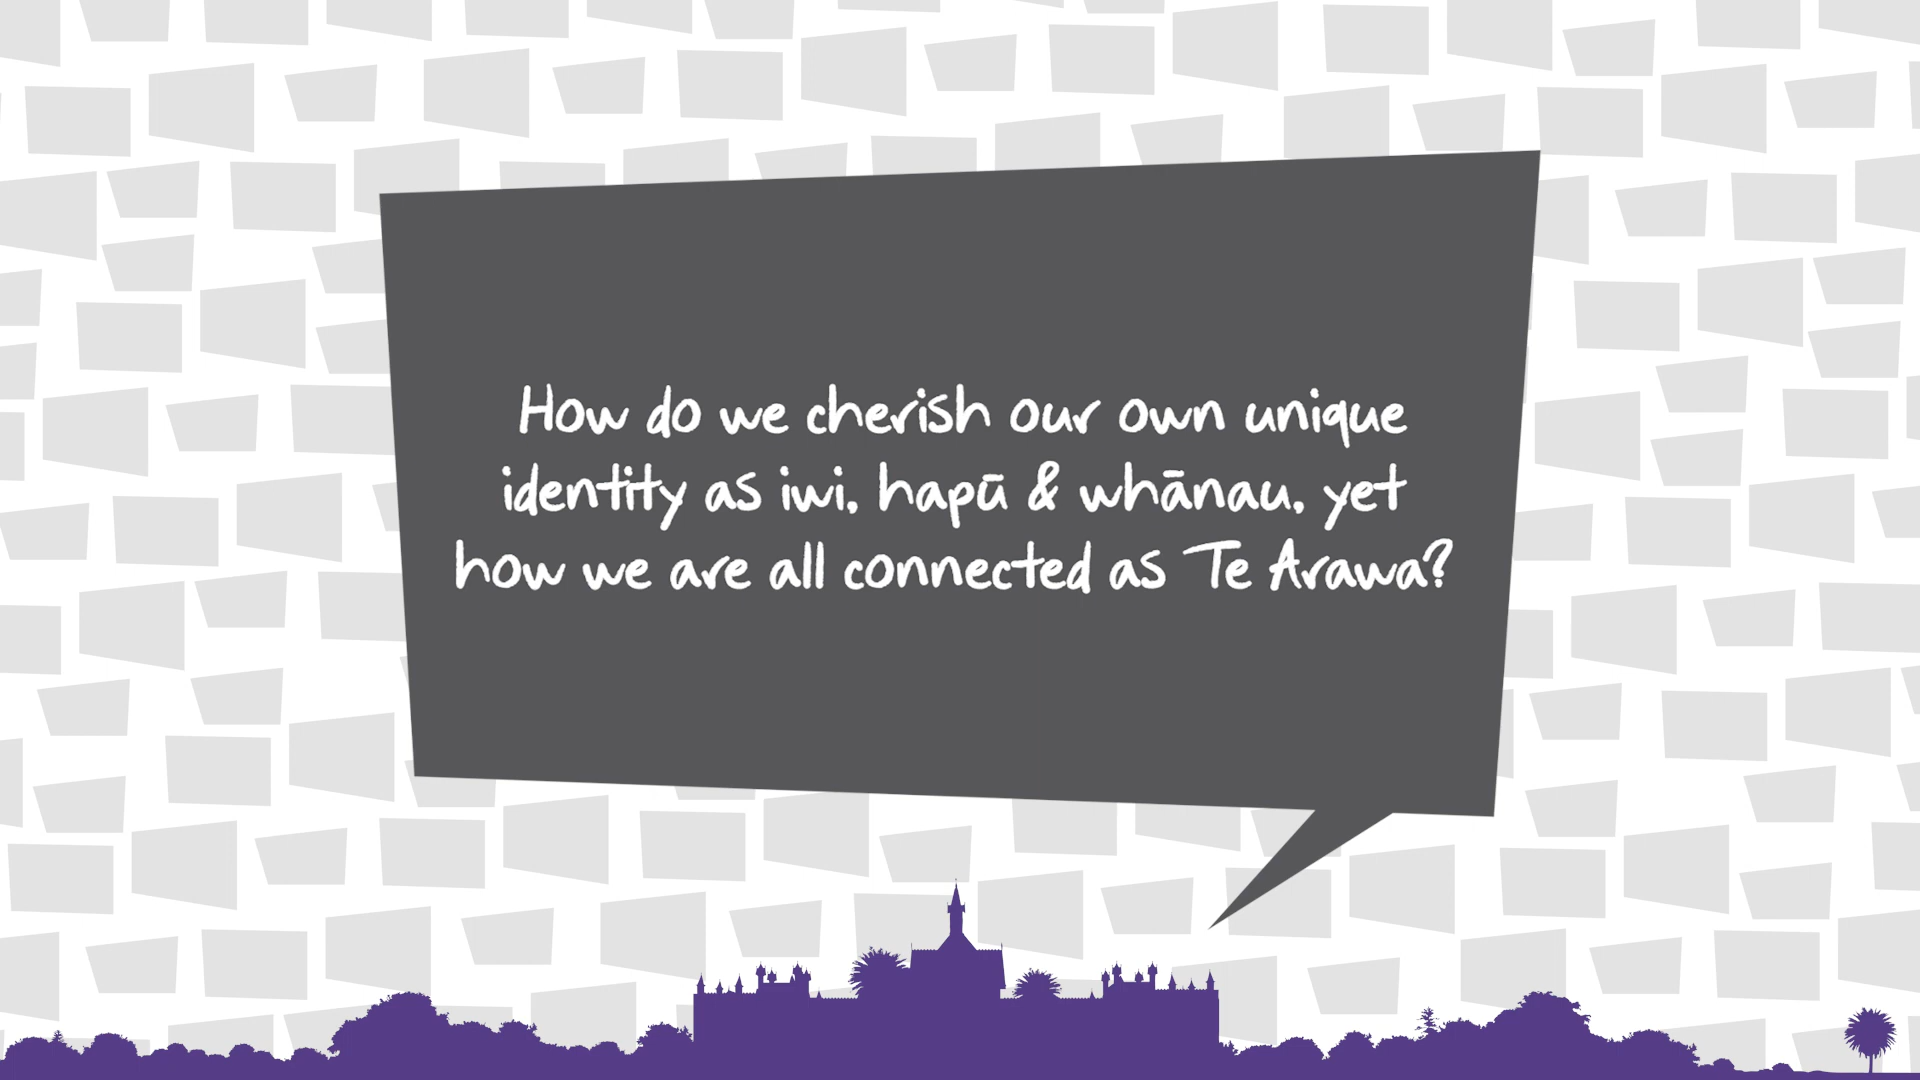 How do we cherish our own unique
identity as iwi, hapū & whānau, yet
how we are all connected as Te Arawa?